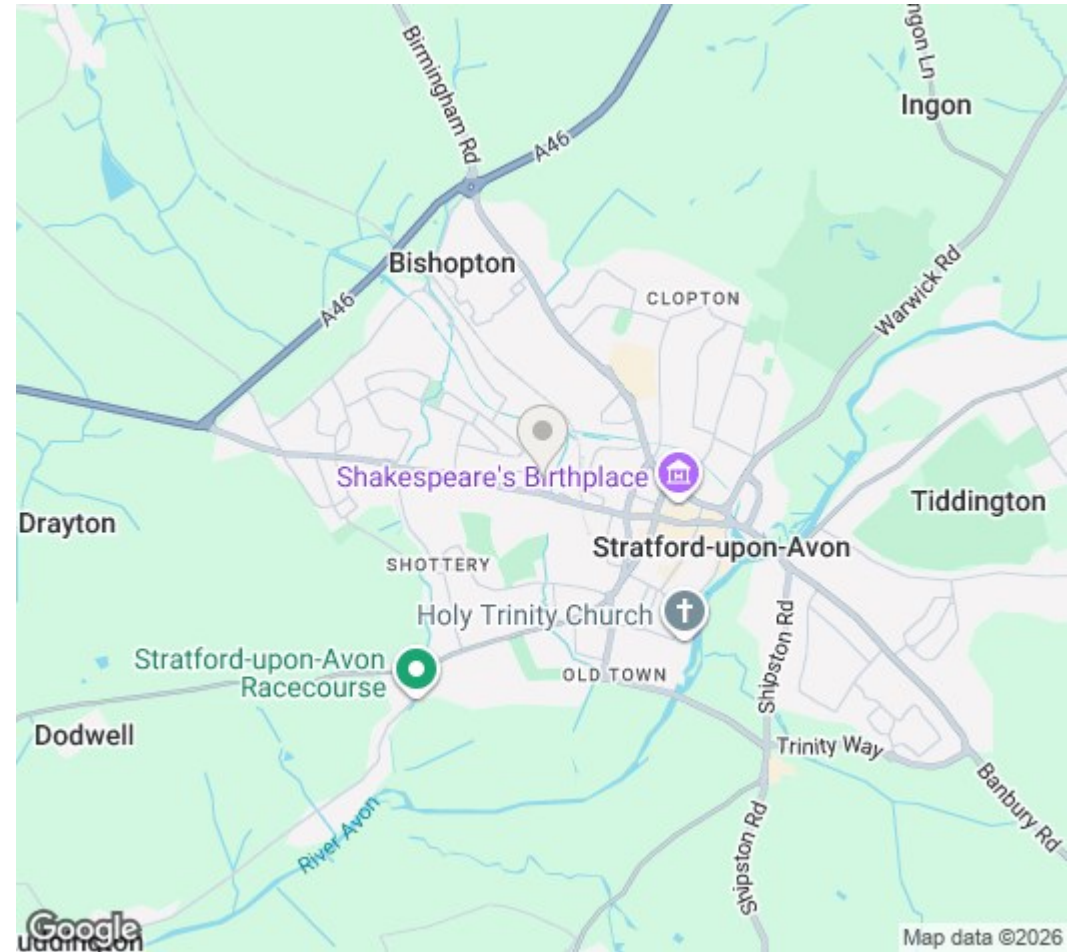 Birmingham Rd
A46
ngon Ln
Ingon
Bishopton
A46
CLOPTON
Warwick Rd
Shakespeare's Birthplace
Tiddington
Drayton
Stratford-upon-Avon
SHOTTERY
Holy Trinity Church
Stratford-upon-Avon
Racecourse
OLD TOWN
Shipston Rd
Dodwell
Trinity Way
Banbury Rd
River Avon
Shipston Rd
Google
Map data ©2026